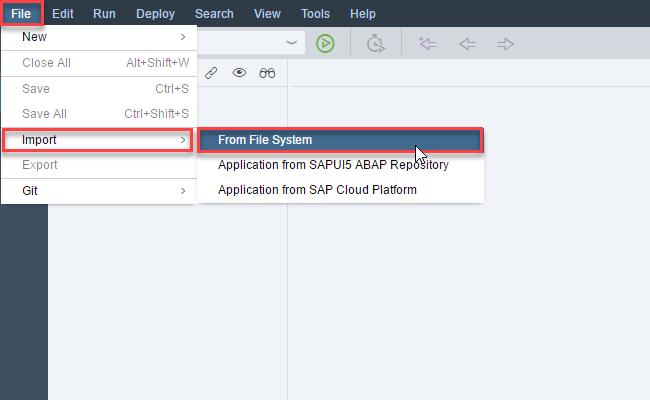 File Edit Run Deploy Search View Tools Help
New
Close All Alt+Shift+W
Save Ctrl+S
Save All Ctrl+Shift+S
Import From File System
Export Application from SAPUI5 ABAP Repository
Git Application from SAP Cloud Platform